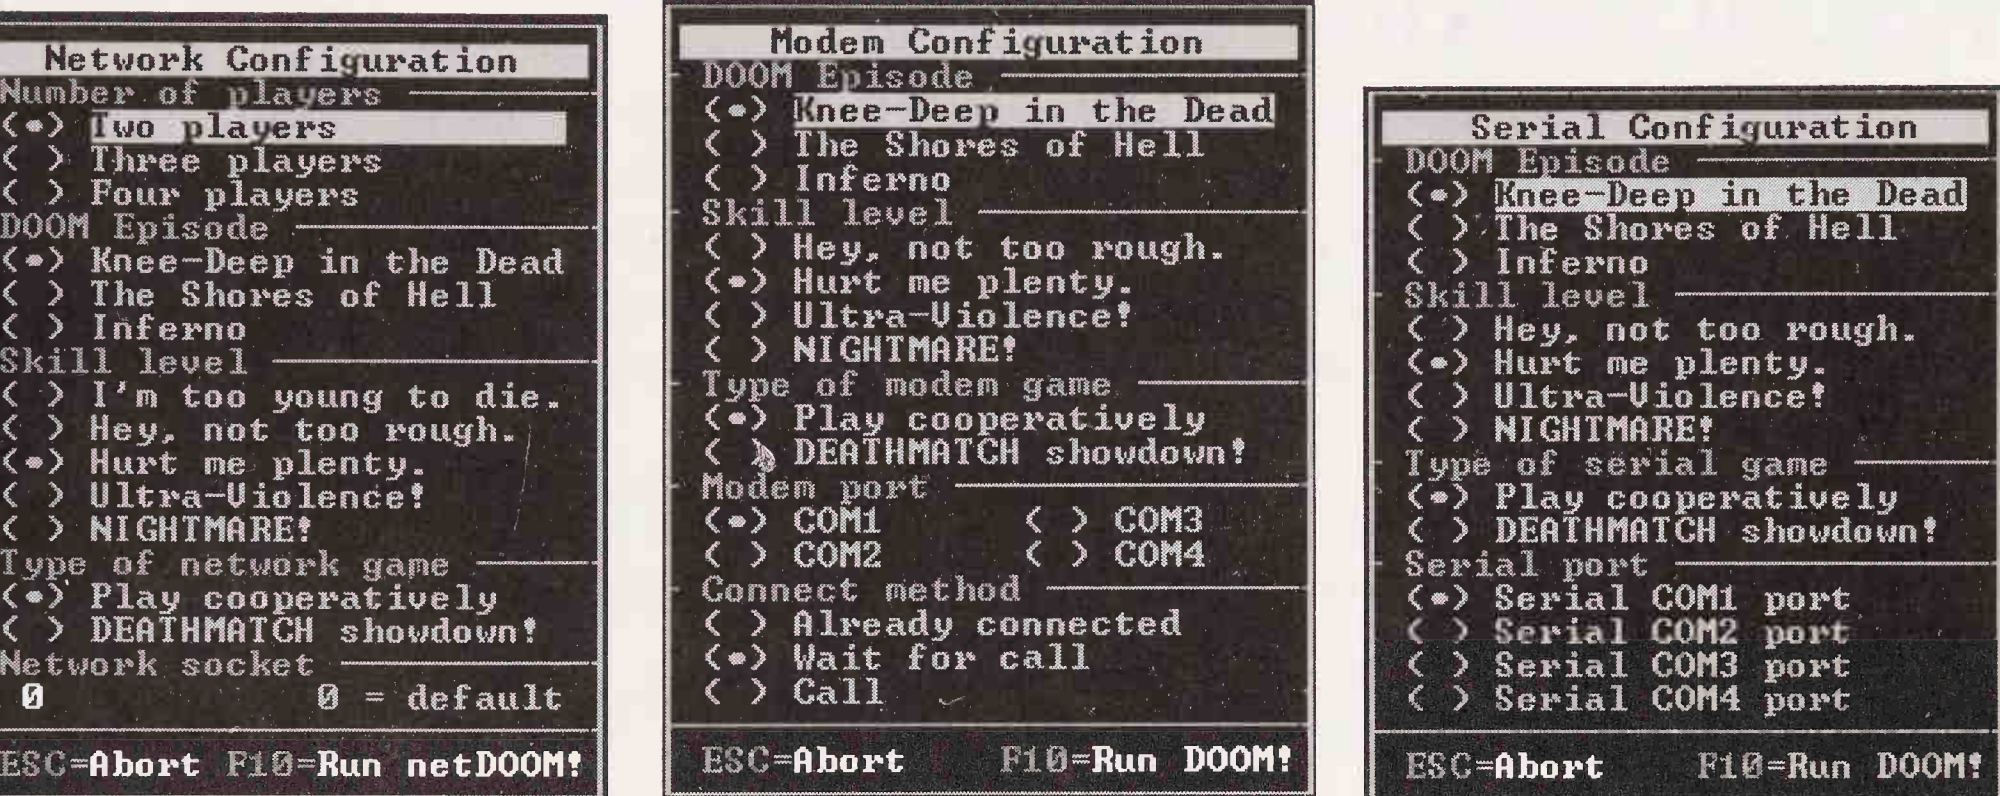 Network Configuration
Number of players
(•) Two players
( ) Three players
( ) Four players
DOOM Episode
(•) Knee-Deep in the Dead
( ) The Shores of Hell
( ) Inferno
Skill level
( ) I'm too young to die.
( ) Hey, not too rough.
(•) Hurt me plenty.
( ) Ultra-Violence!
( ) NIGHTMARE!
Type of network game
(•) Play cooperatively
( ) DEATHMATCH showdown!
Network socket
0 0 = default
ESC=Abort F10=Run netDOOM!
Modem Configuration
DOOM Episode
(•) Knee-Deep in the Dead
( ) The Shores of Hell
( ) Inferno
Skill level
( ) Hey, not too rough.
(•) Hurt me plenty.
( ) Ultra-Violence!
( ) NIGHTMARE!
Type of modem game
(•) Play cooperatively
( ) DEATHMATCH showdown!
Modem port
(•) COM1 ( ) COM3
( ) COM2 ( ) COM4
Connect method
( ) Already connected
(•) Wait for call
( ) Call
ESC=Abort F10=Run DOOM!
Serial Configuration
DOOM Episode
(•) Knee-Deep in the Dead
( ) The Shores of Hell
( ) Inferno
Skill level
( ) Hey, not too rough.
(•) Hurt me plenty.
( ) Ultra-Violence!
( ) NIGHTMARE!
Type of serial game
(•) Play cooperatively
( ) DEATHMATCH showdown!
Serial port
(•) Serial COM1 port
( ) Serial COM2 port
( ) Serial COM3 port
( ) Serial COM4 port
ESC=Abort F10=Run DOOM!